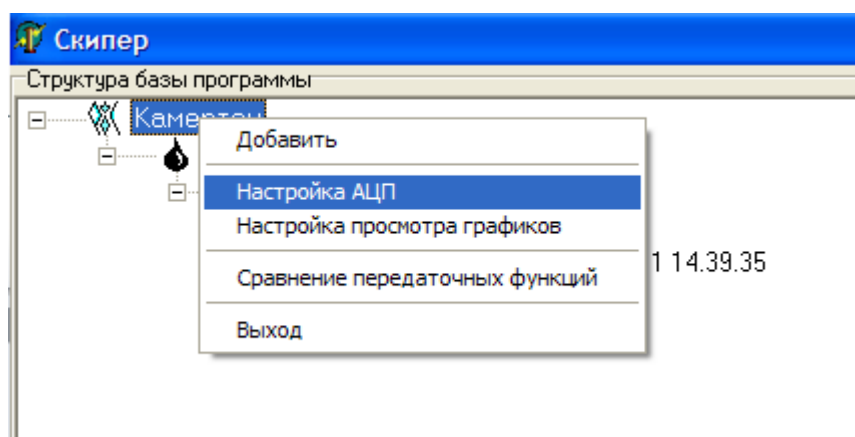 Скипер
Структура базы программы
Добавить
Настройка АЦП
Настройка просмотра графиков
1 14.39.35
Сравнение передаточных функций
Выход